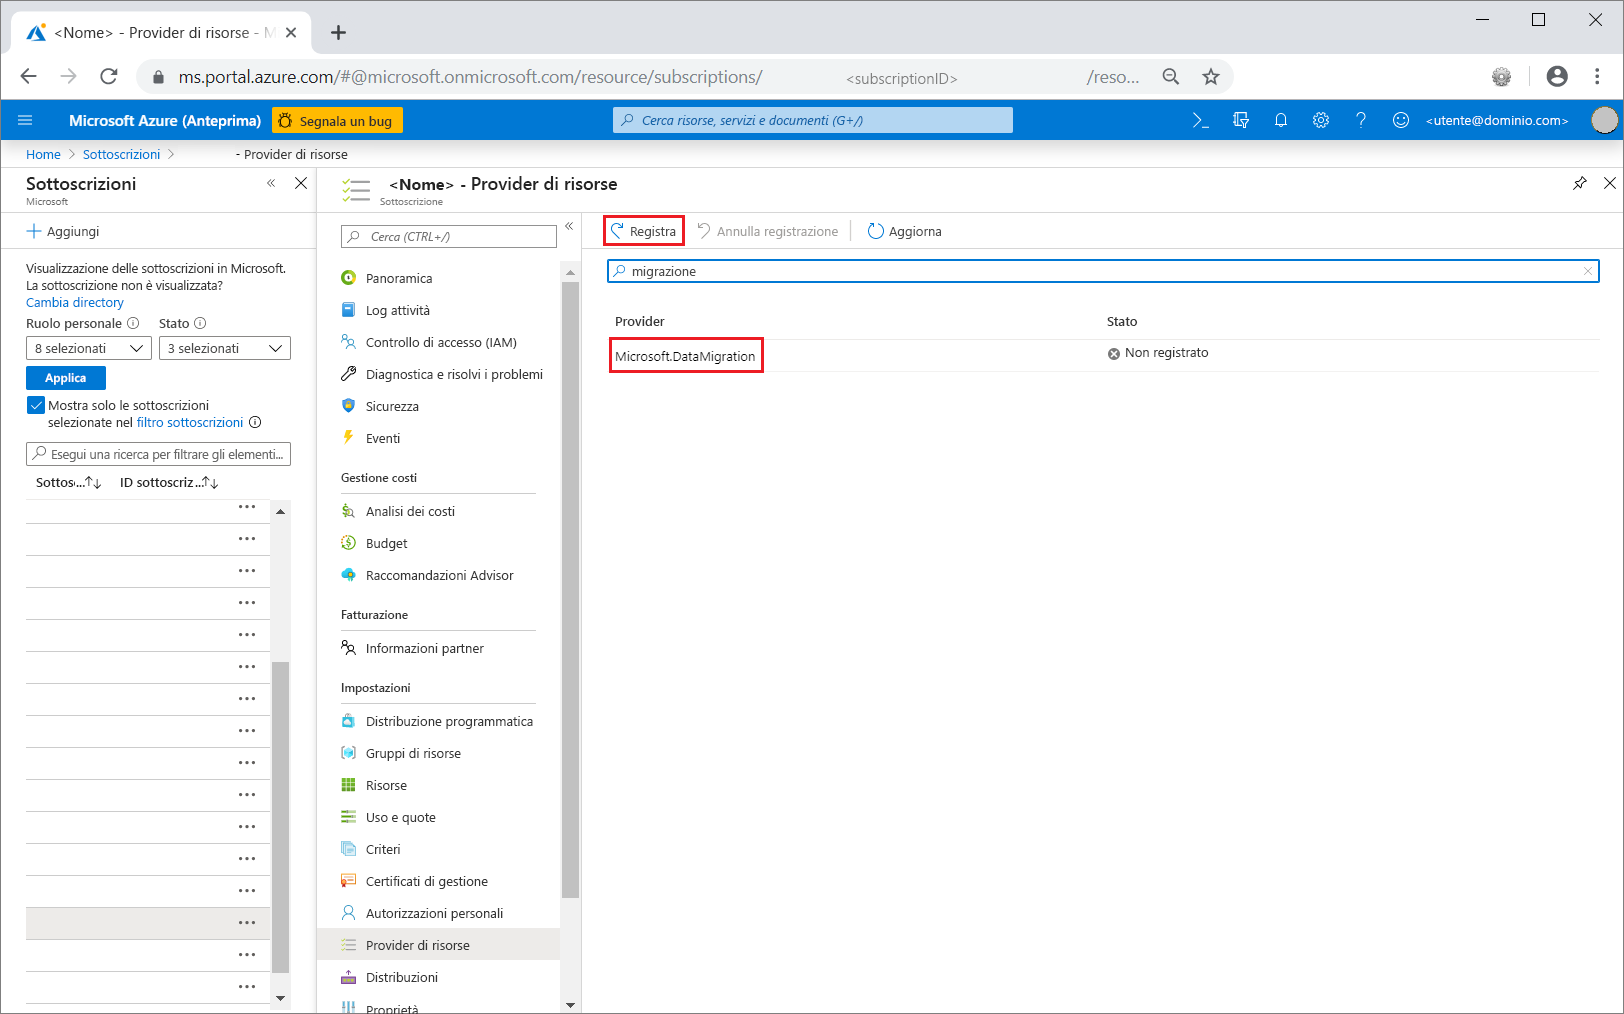 <Nome> - Provider di risorse - M
ms.portal.azure.com/#@microsoft.onmicrosoft.com/resource/subscriptions/ <subscriptionID> /reso...
Microsoft Azure (Anteprima) Segnala un bug Cerca risorse, servizi e documenti (G+/) <utente@dominio.com>
Home > Sottoscrizioni > - Provider di risorse
Sottoscrizioni
Microsoft
Aggiungi
Visualizzazione delle sottoscrizioni in Microsoft.
La sottoscrizione non è visualizzata?
Cambia directory
Ruolo personale Stato
8 selezionati 3 selezionati
Applica
Mostra solo le sottoscrizioni
selezionate nel filtro sottoscrizioni
Esegui una ricerca per filtrare gli elementi...
Sottos...↑↓ ID sottoscriz...↑↓
<Nome> - Provider di risorse
Sottoscrizione
Cerca (CTRL+/)
Panoramica
Log attività
Controllo di accesso (IAM)
Diagnostica e risolvi i problemi
Sicurezza
Eventi
Gestione costi
Analisi dei costi
Budget
Raccomandazioni Advisor
Fatturazione
Informazioni partner
Impostazioni
Distribuzione programmatica
Gruppi di risorse
Risorse
Uso e quote
Criteri
Certificati di gestione
Autorizzazioni personali
Provider di risorse
Distribuzioni
Proprietà
Registra Annulla registrazione Aggiorna
migrazione
Provider Stato
Microsoft.DataMigration Non registrato